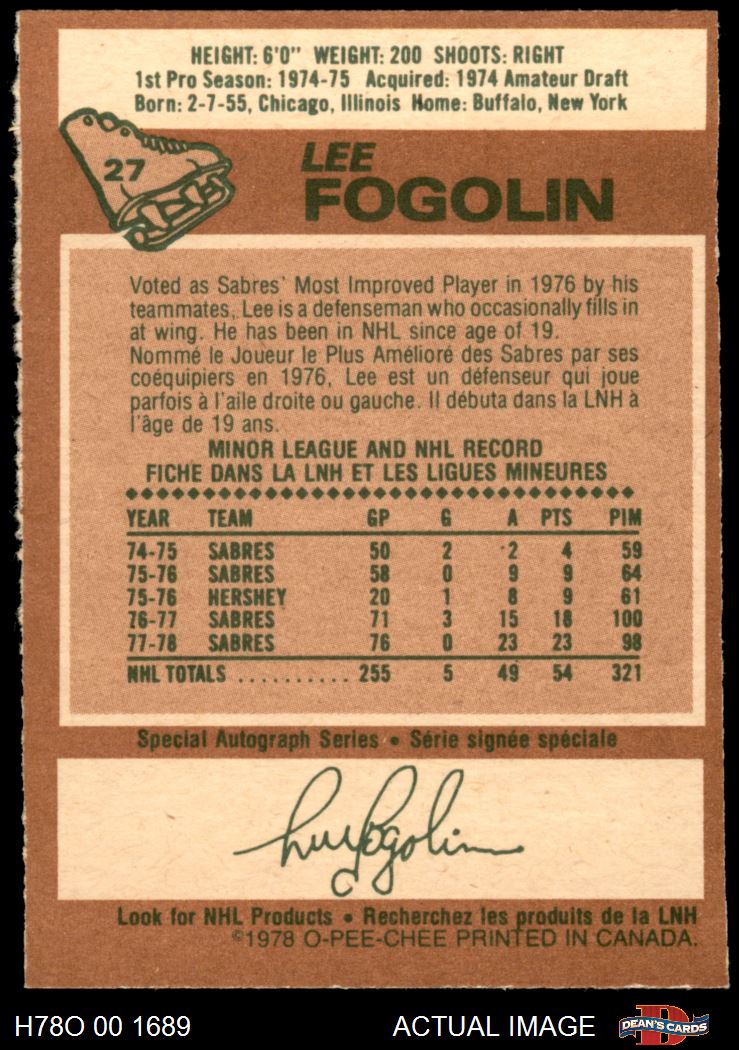 HEIGHT: 6'0" WEIGHT: 200 SHOOTS: RIGHT
1st Pro Season: 1974-75 Acquired: 1974 Amateur Draft
Born: 2-7-55, Chicago, Illinois Home: Buffalo, New York
27
LEE
FOGOLIN
Voted as Sabres' Most Improved Player in 1976 by his
teammates, Lee is a defenseman who occasionally fills in
at wing. He has been in NHL since age of 19.
Nommé le Joueur le Plus Amélioré des Sabres par ses
coéquipiers en 1976, Lee est un défenseur qui joue
parfois à l'aile droite ou gauche. Il débuta dans la LNH à
l'âge de 19 ans.
MINOR LEAGUE AND NHL RECORD
FICHE DANS LA LNH ET LES LIGUES MINEURES
YEAR TEAM GP G A PTS PIM
74-75 SABRES 50 2 2 4 59
75-76 SABRES 58 0 9 9 64
75-76 HERSHEY 20 1 8 9 61
76-77 SABRES 71 3 15 18 100
77-78 SABRES 76 0 23 23 98
NHL TOTALS .......... 255 5 49 54 321
Special Autograph Series • Série signée spéciale
Lee Fogolin
Look for NHL Products • Recherchez les produits de la LNH
©1978 O-PEE-CHEE PRINTED IN CANADA.
H78O 00 1689 ACTUAL IMAGE D DEAN'S CARDS